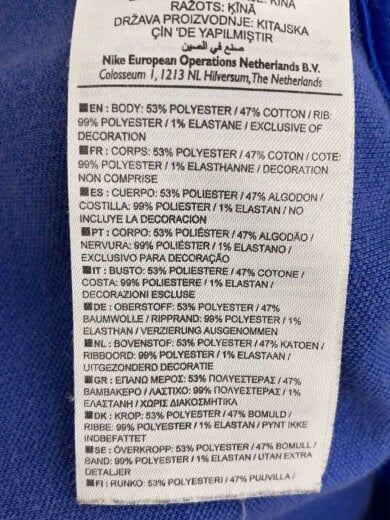 RAŽOTS: ĶĪNĀ
DRŽAVA PROIZVODNJE: KITAJSKA
ÇİN 'DE YAPILMIŞTIR
صنع في الصين
Nike European Operations Netherlands B.V.
Colosseum 1, 1213 NL Hilversum, The Netherlands
EN : BODY: 53% POLYESTER / 47% COTTON / RIB:
99% POLYESTER / 1% ELASTANE / EXCLUSIVE OF
DECORATION
FR : CORPS: 53% POLYESTER / 47% COTON / COTE:
99% POLYESTER / 1% ELASTHANNE / DECORATION
NON COMPRISE
ES : CUERPO: 53% POLIESTER / 47% ALGODON /
COSTILLA: 99% POLIESTER / 1% ELASTAN / NO
INCLUYE LA DECORACION
PT : CORPO: 53% POLIÉSTER / 47% ALGODÃO /
NERVURA: 99% POLIÉSTER / 1% ELASTANO /
EXCLUSIVO PARA DECORAÇÃO
IT : BUSTO: 53% POLIESTERE / 47% COTONE /
COSTA: 99% POLIESTERE / 1% ELASTAN /
DECORAZIONI ESCLUSE
DE : OBERSTOFF: 53% POLYESTER / 47%
BAUMWOLLE / RIPPRAND: 99% POLYESTER / 1%
ELASTHAN / VERZIERUNG AUSGENOMMEN
NL : BOVENSTOF: 53% POLYESTER / 47% KATOEN /
RIBBOORD: 99% POLYESTER / 1% ELASTAAN /
UITGEZONDERD DECORATIE
GR : ΕΠΑΝΩ ΜΕΡΟΣ: 53% ΠΟΛΥΕΣΤΕΡΑΣ / 47%
ΒΑΜΒΑΚΕΡΟ / ΛΑΣΤΙΧΟ: 99% ΠΟΛΥΕΣΤΕΡΑΣ / 1%
ΕΛΑΣΤΑΝΗ / ΧΩΡΙΣ ΔΙΑΚΟΣΜΗΤΙΚΑ
DK : KROP: 53% POLYESTER / 47% BOMULD /
RIBBE: 99% POLYESTER / 1% ELASTAN / PYNT IKKE
INDBEFATTET
SE : ÖVERKROPP: 53% POLYESTER / 47% BOMULL /
BAND: 99% POLYESTER / 1% ELASTAN / UTAN EXTRA
DETALJER
FI : RUNKO: 53% POLYESTERI / 47% PUUVILLA /